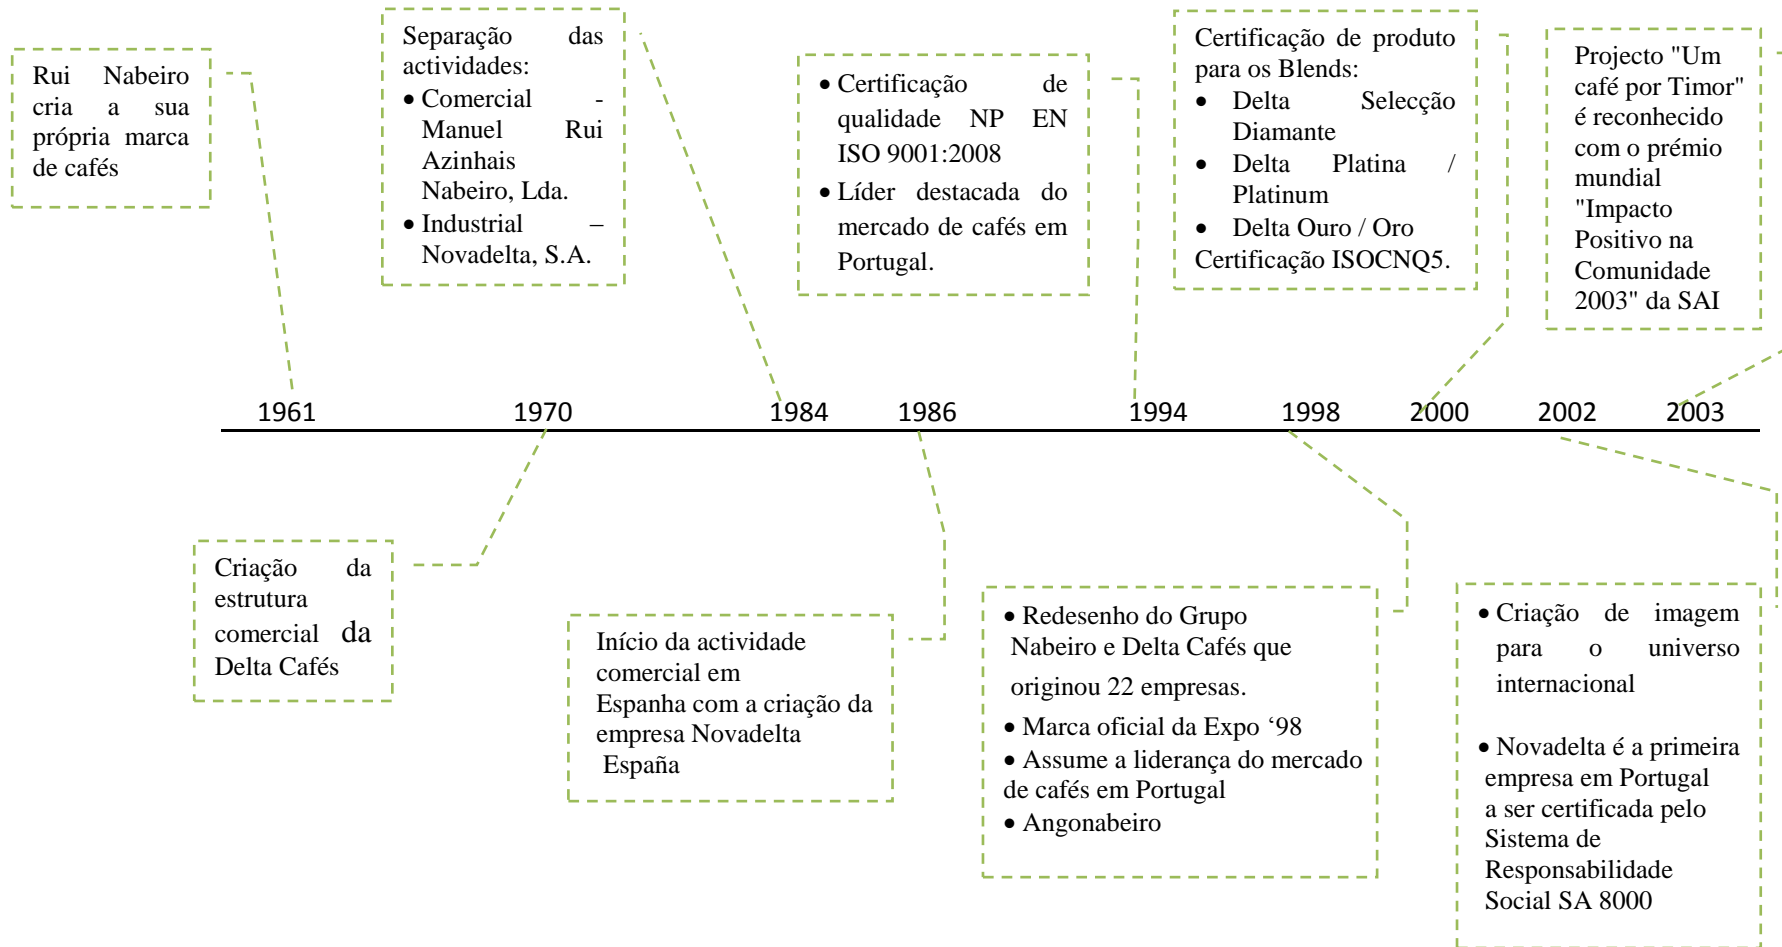 Rui Nabeiro
cria a sua
própria marca
de cafés
Separação das
actividades:
• Comercial -
Manuel Rui
Azinhais
Nabeiro, Lda.
• Industrial –
Novadelta, S.A.
• Certificação de
qualidade NP EN
ISO 9001:2008
• Líder destacada do
mercado de cafés em
Portugal.
Certificação de produto
para os Blends:
• Delta Selecção
Diamante
• Delta Platina /
Platinum
• Delta Ouro / Oro
Certificação ISOCNQ5.
Projecto "Um
café por Timor"
é reconhecido
com o prémio
mundial
"Impacto
Positivo na
Comunidade
2003" da SAI
1961 1970 1984 1986 1994 1998 2000 2002 2003
Criação da
estrutura
comercial da
Delta Cafés
Início da actividade
comercial em
Espanha com a criação da
empresa Novadelta
España
• Redesenho do Grupo
Nabeiro e Delta Cafés que
originou 22 empresas.
• Marca oficial da Expo ‘98
• Assume a liderança do mercado
de cafés em Portugal
• Angonabeiro
• Criação de imagem
para o universo
internacional
• Novadelta é a primeira
empresa em Portugal
a ser certificada pelo
Sistema de
Responsabilidade
Social SA 8000